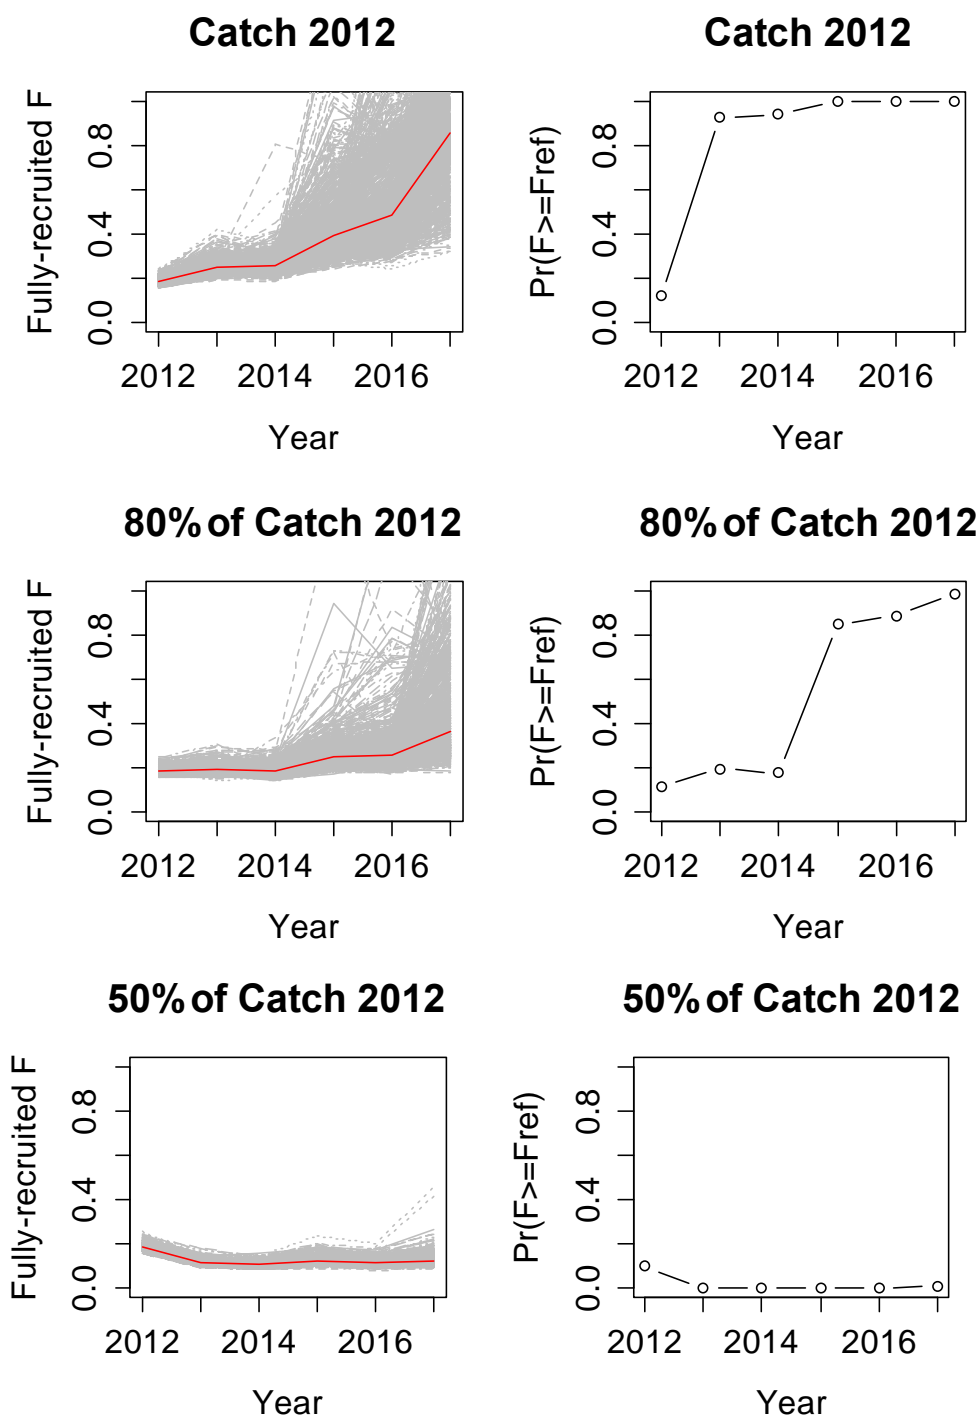 Catch 2012
Fully-recruited F
0.0 0.4 0.8
2012 2014 2016
Year
Catch 2012
Pr(F>=Fref)
0.0 0.4 0.8
2012 2014 2016
Year
80% of Catch 2012
Fully-recruited F
0.0 0.4 0.8
2012 2014 2016
Year
80% of Catch 2012
Pr(F>=Fref)
0.0 0.4 0.8
2012 2014 2016
Year
50% of Catch 2012
Fully-recruited F
0.0 0.4 0.8
2012 2014 2016
Year
50% of Catch 2012
Pr(F>=Fref)
0.0 0.4 0.8
2012 2014 2016
Year